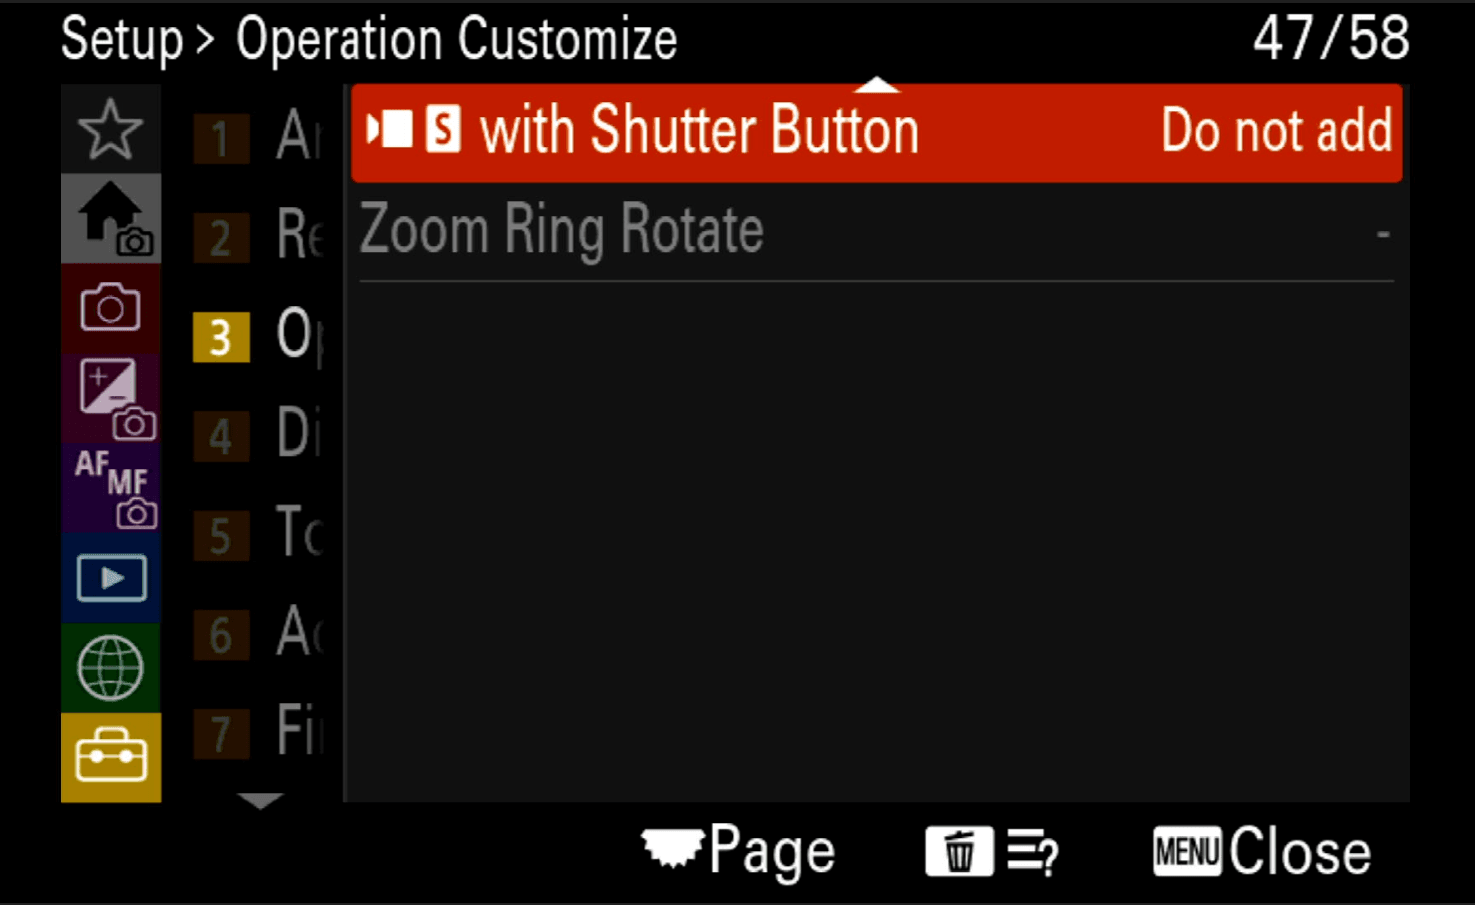 Setup > Operation Customize 47/58
S with Shutter Button Do not add
Zoom Ring Rotate -
1
2
3
4
5
6
7
AF MF
Page
MENU Close